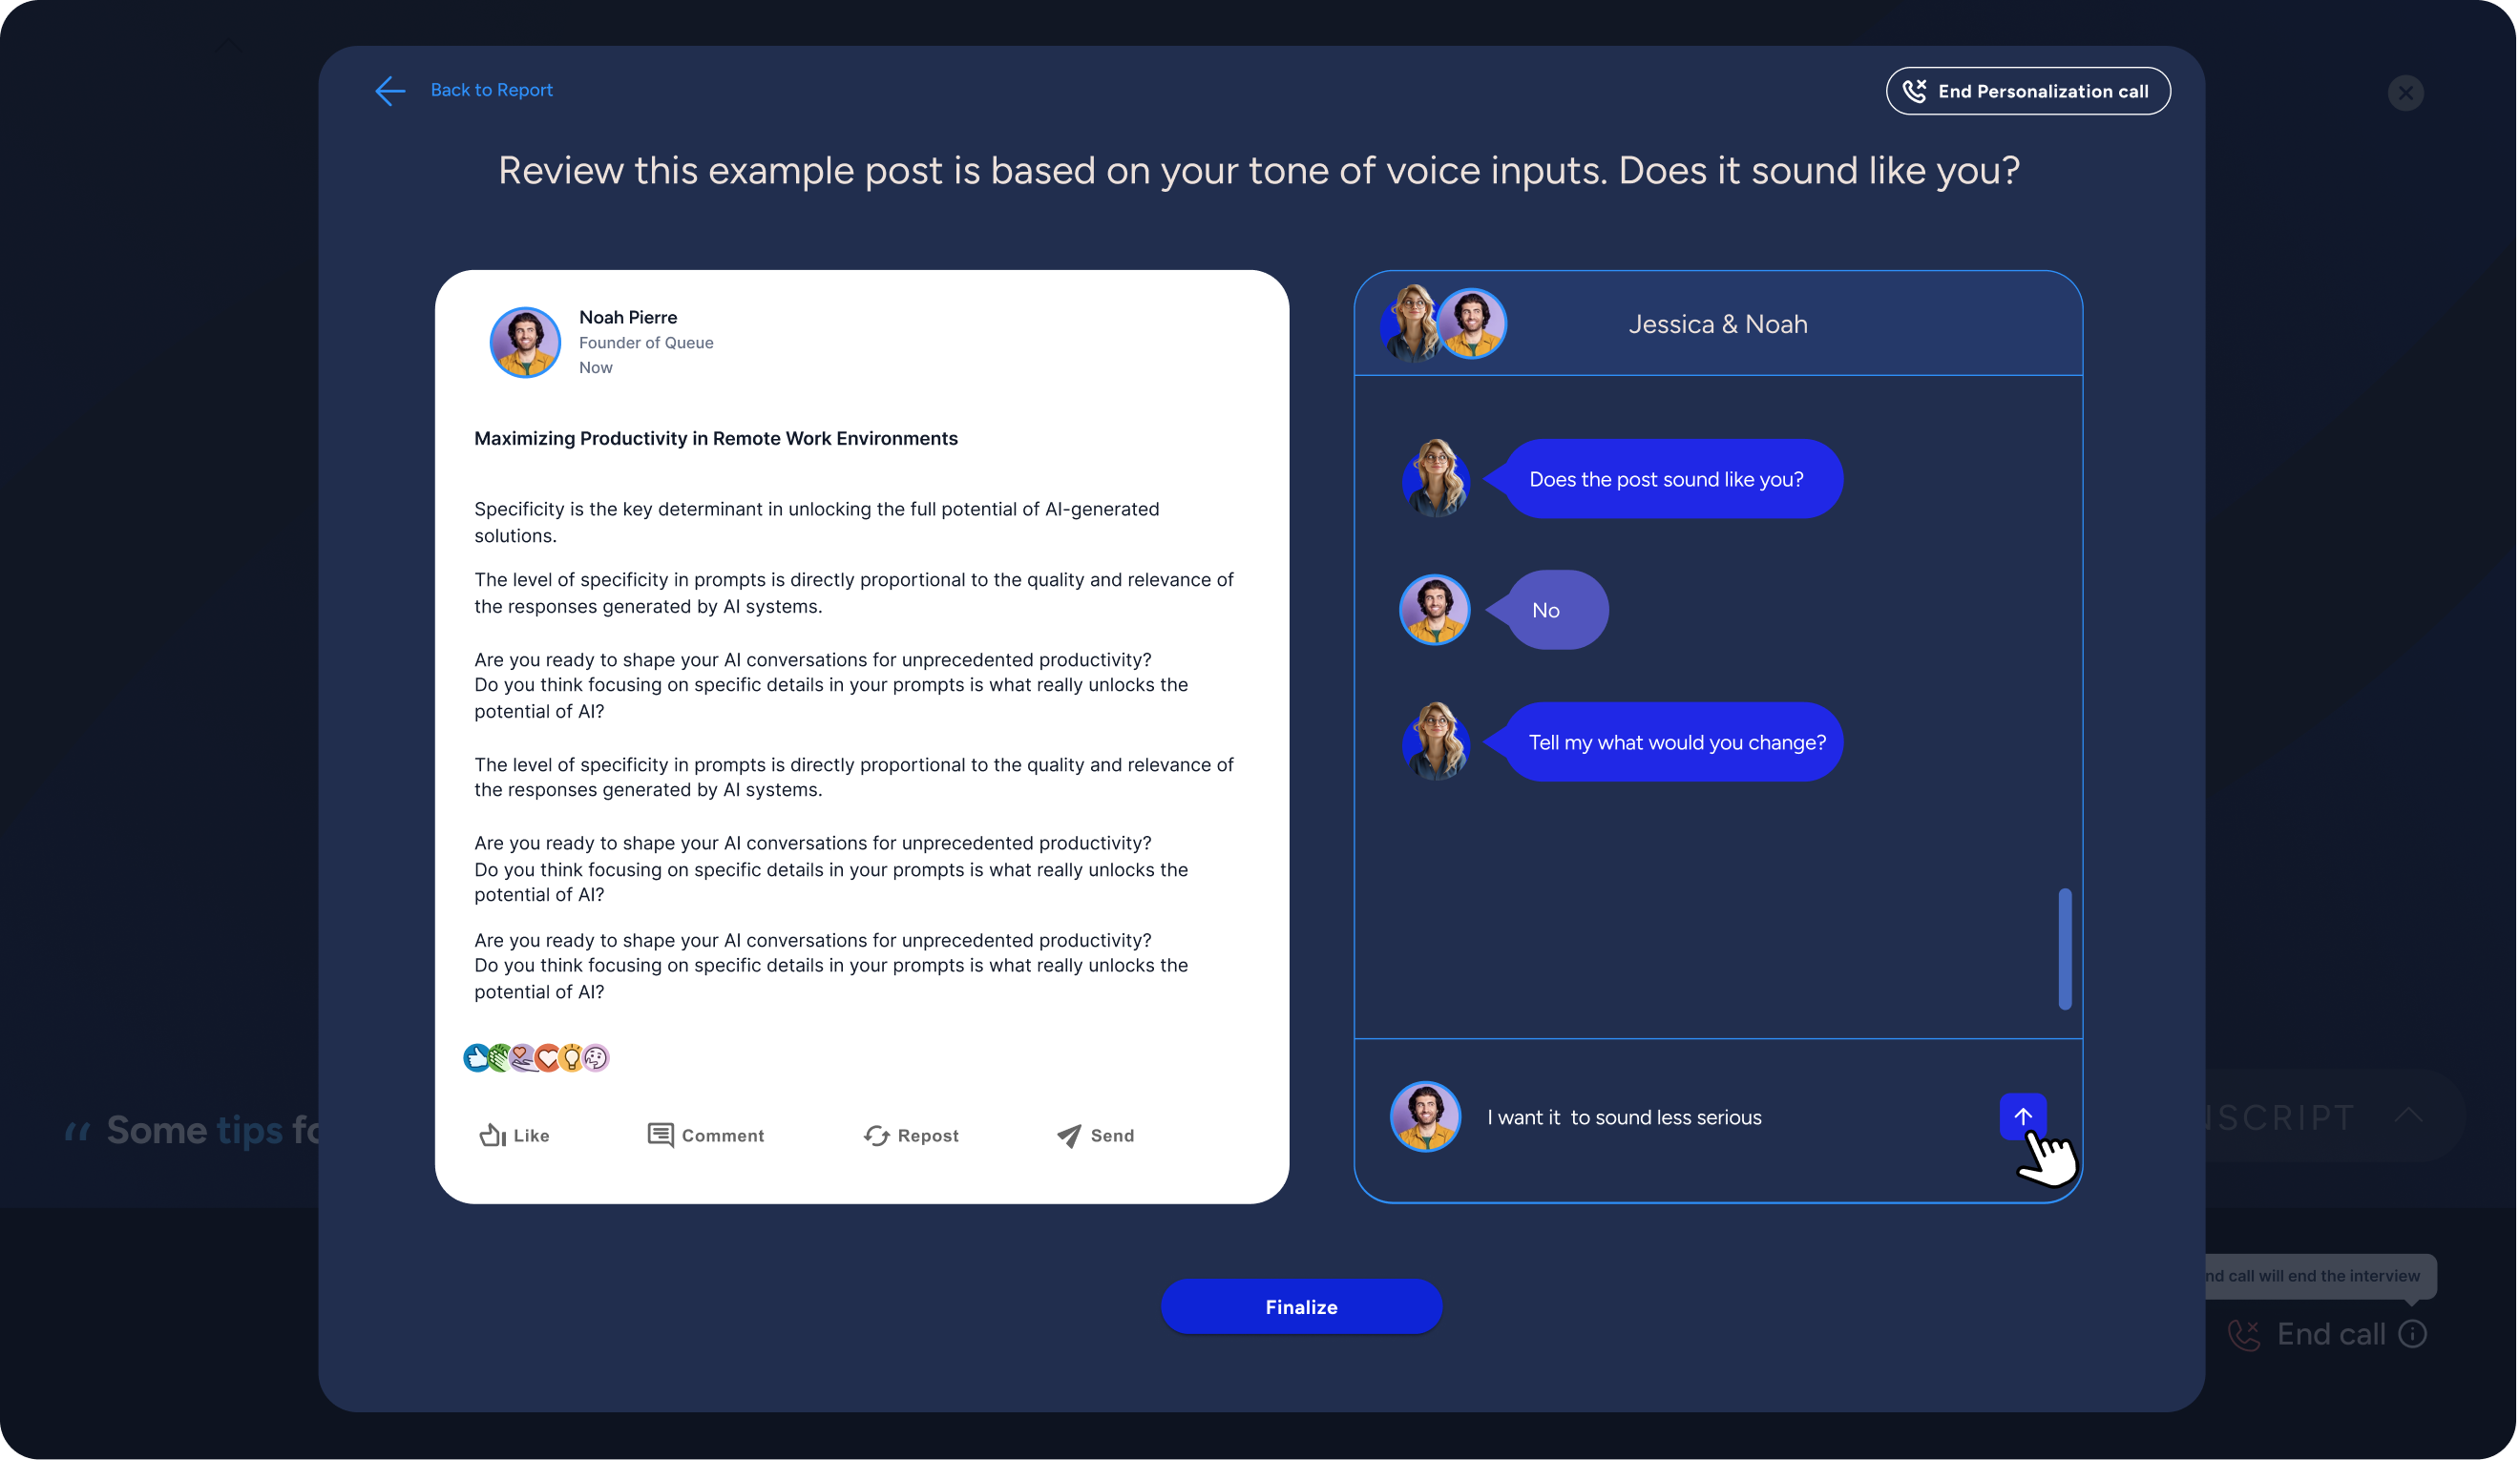 Back to Report
End Personalization call
Review this example post is based on your tone of voice inputs. Does it sound like you?
Noah Pierre
Founder of Queue
Now
Maximizing Productivity in Remote Work Environments
Specificity is the key determinant in unlocking the full potential of AI-generated
solutions.
The level of specificity in prompts is directly proportional to the quality and relevance of
the responses generated by AI systems.
Are you ready to shape your AI conversations for unprecedented productivity?
Do you think focusing on specific details in your prompts is what really unlocks the
potential of AI?
The level of specificity in prompts is directly proportional to the quality and relevance of
the responses generated by AI systems.
Are you ready to shape your AI conversations for unprecedented productivity?
Do you think focusing on specific details in your prompts is what really unlocks the
potential of AI?
Are you ready to shape your AI conversations for unprecedented productivity?
Do you think focusing on specific details in your prompts is what really unlocks the
potential of AI?
Like
Comment
Repost
Send
Jessica & Noah
Does the post sound like you?
No
Tell my what would you change?
I want it  to sound less serious
Finalize
“ Some tips
call will end the interview
End call